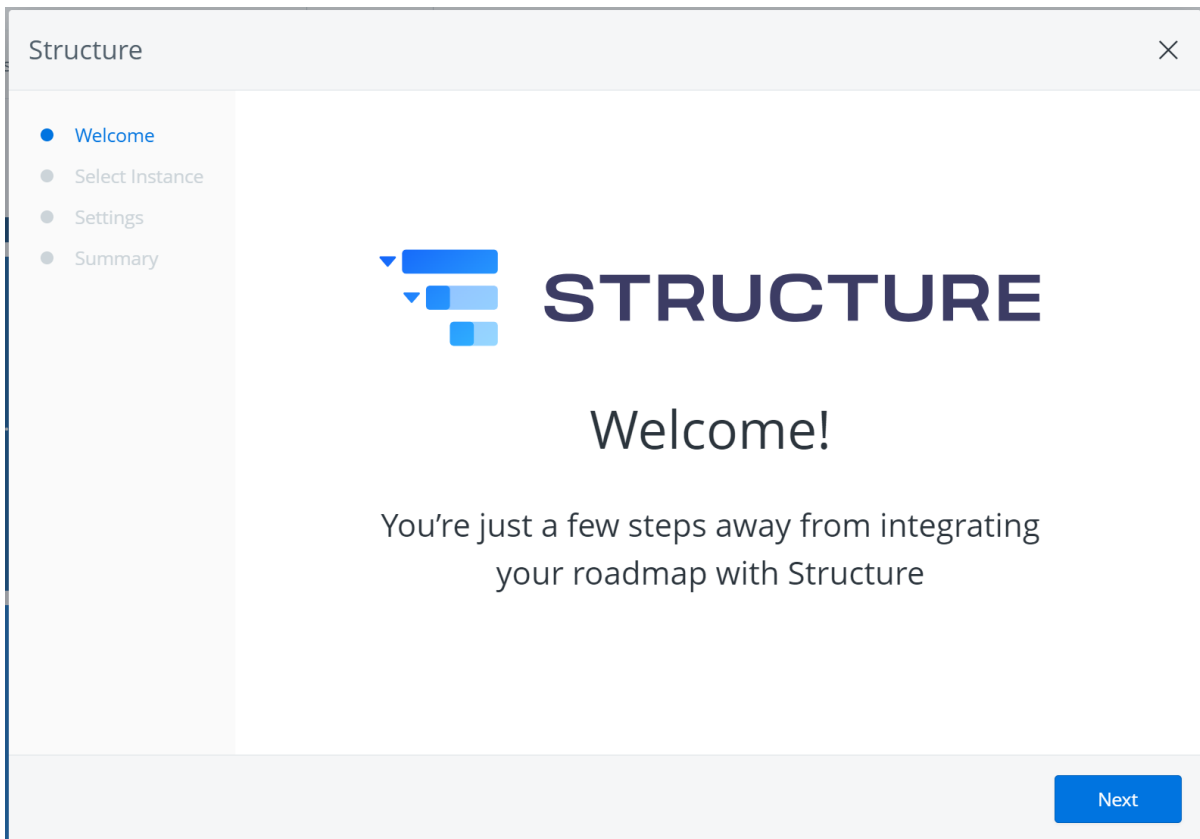 Structure
Welcome
Select Instance
Settings
Summary
STRUCTURE
Welcome!
You’re just a few steps away from integrating
your roadmap with Structure
Next